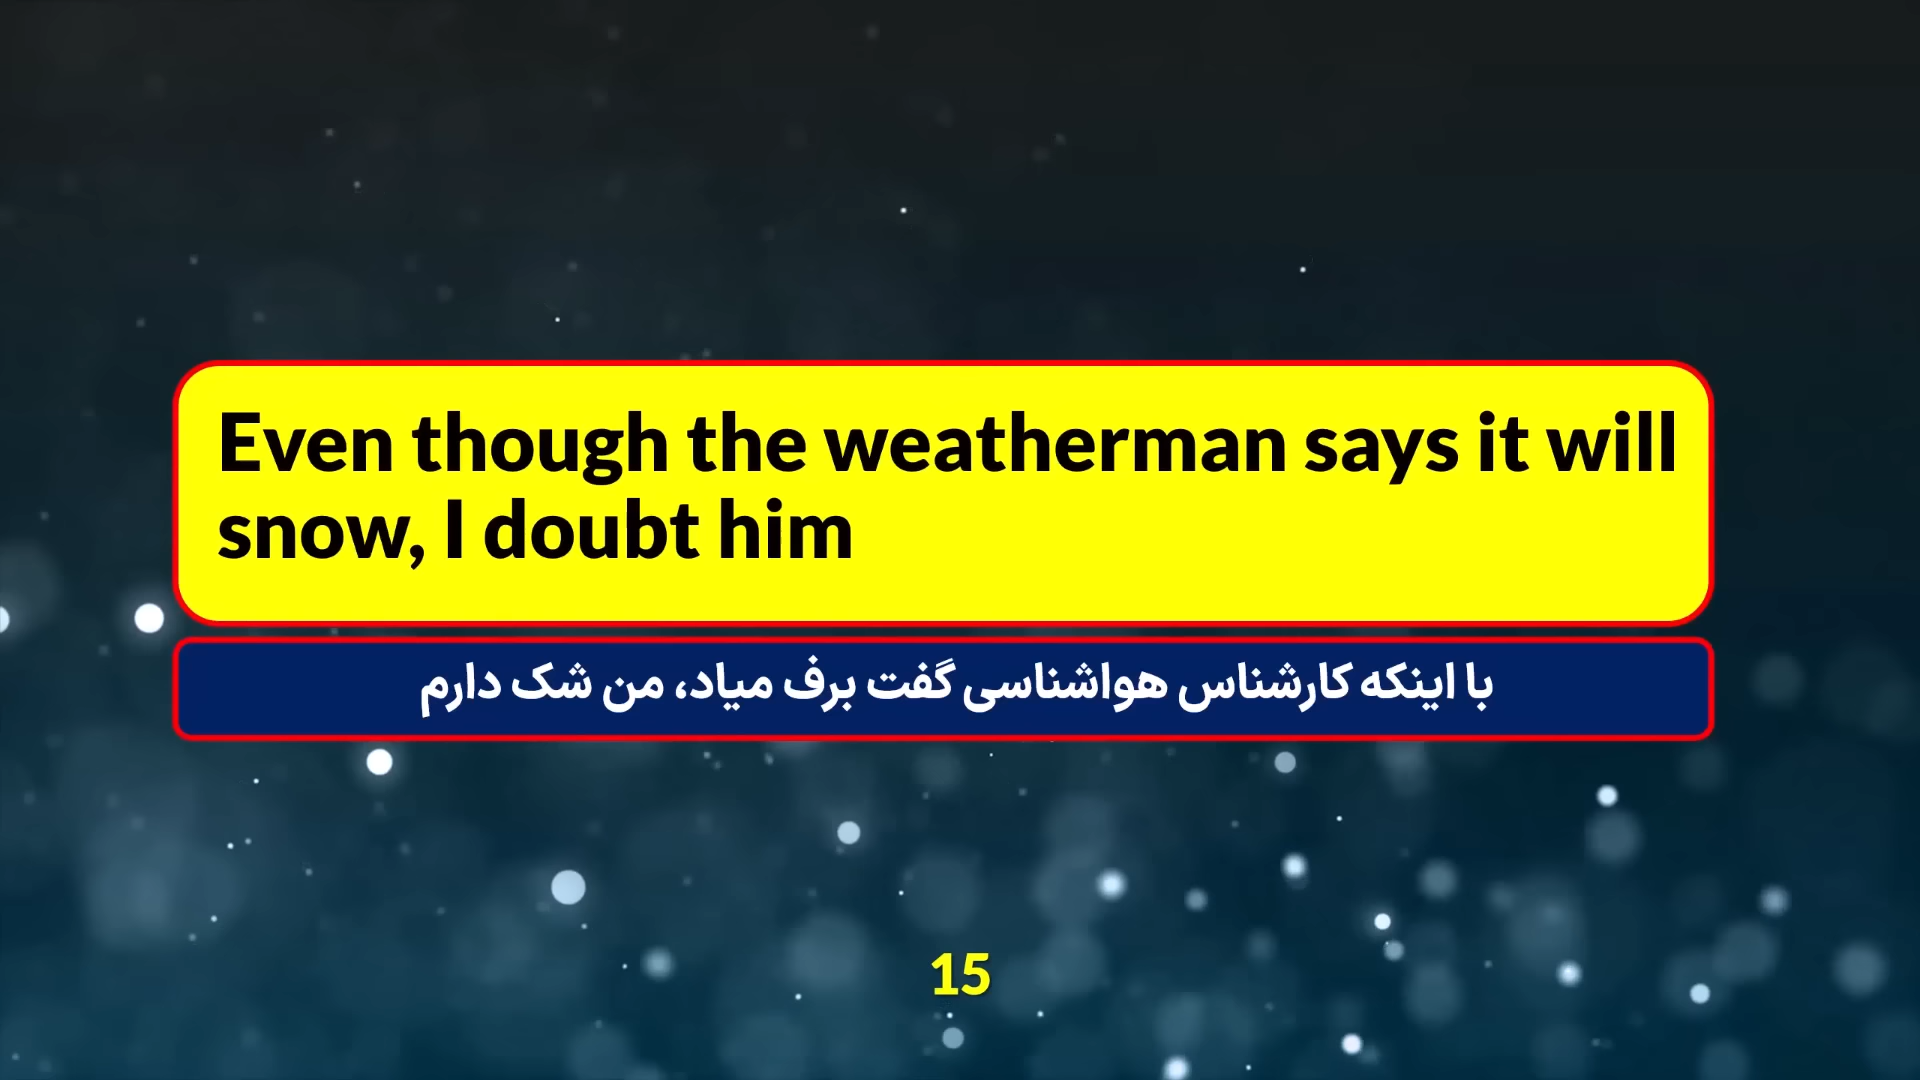 Even though the weatherman says it will
snow, I doubt him
با اینکه کارشناس هواشناسی گفت برف میاد، من شک دارم
15